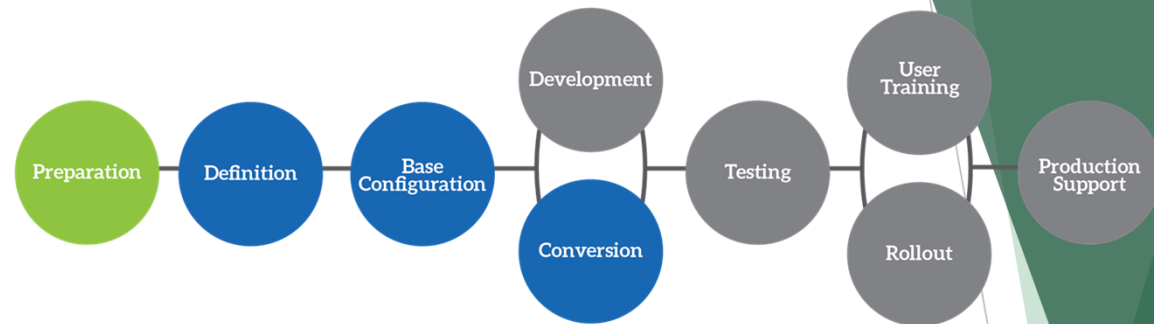 Preparation
Definition
Base
Configuration
Development
Conversion
Testing
User
Training
Rollout
Production
Support